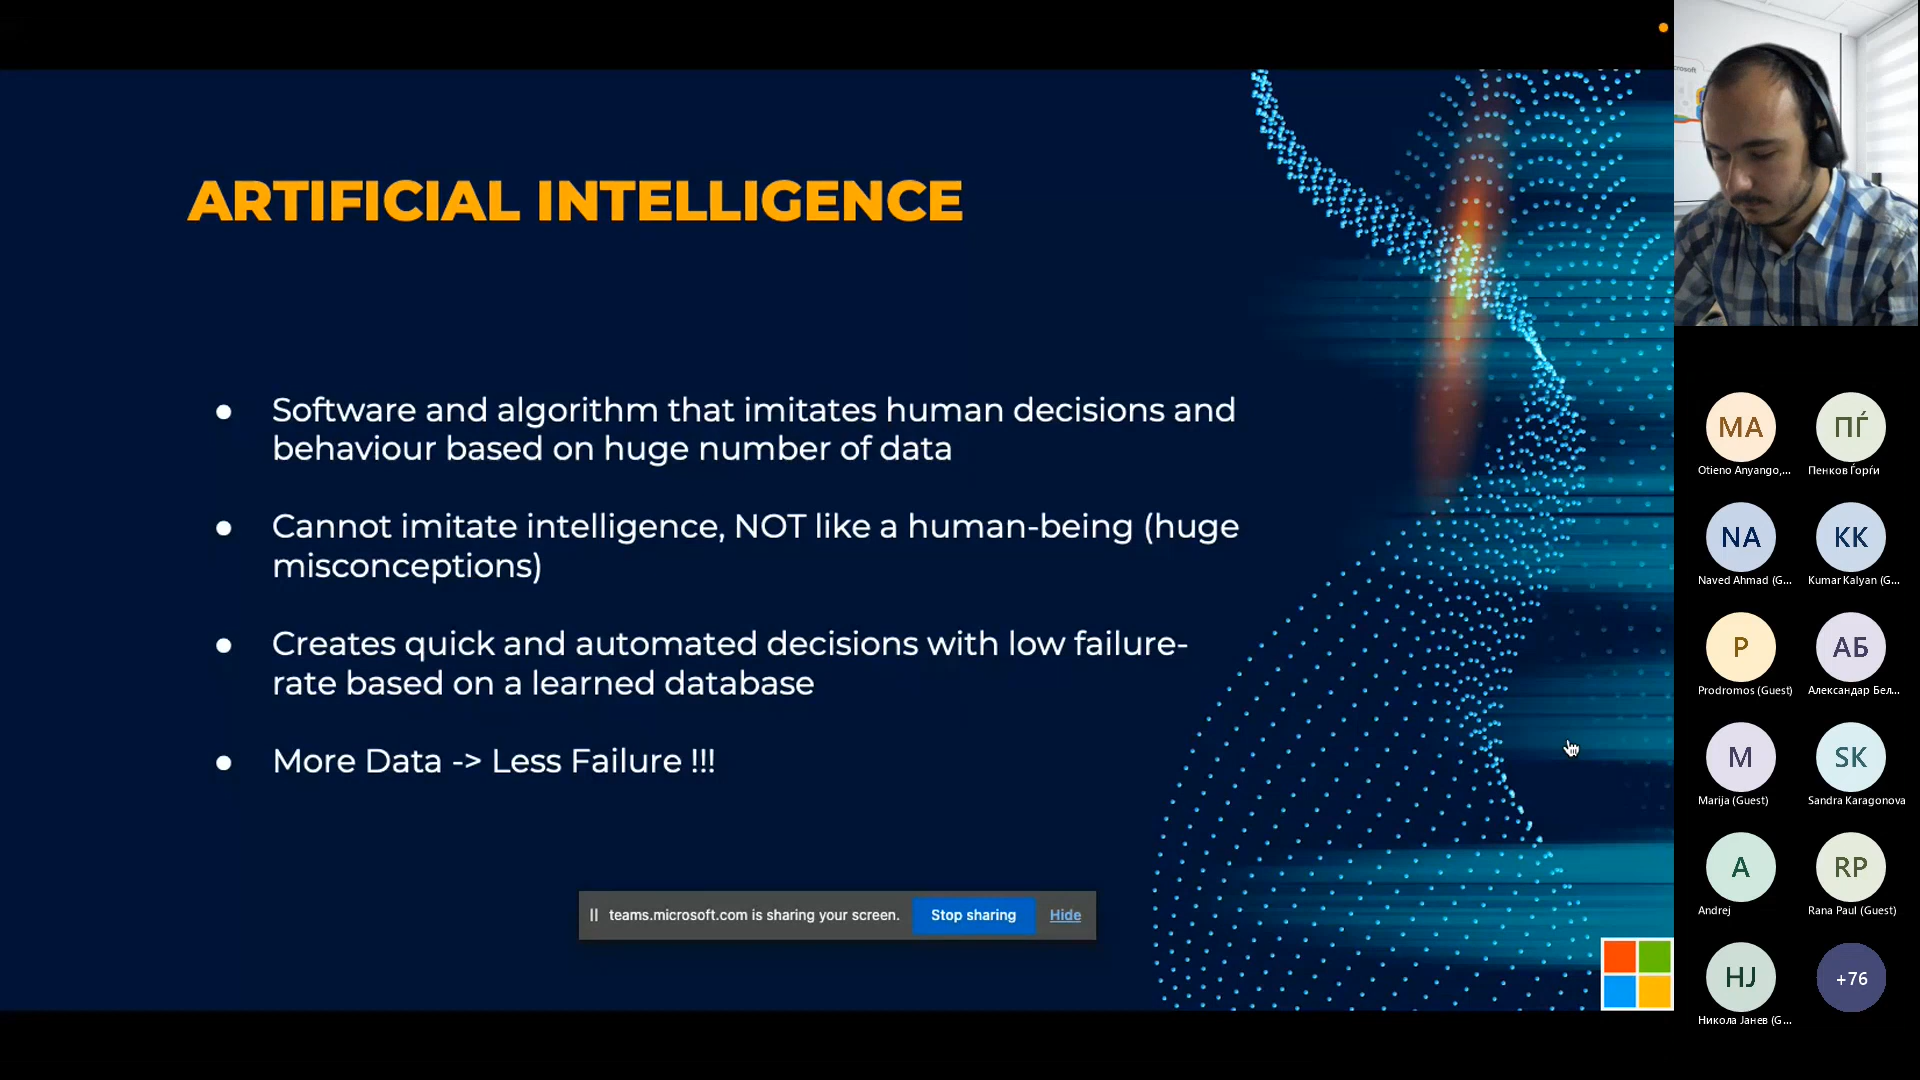 ARTIFICIAL INTELLIGENCE
● Software and algorithm that imitates human decisions and
behaviour based on huge number of data
● Cannot imitate intelligence, NOT like a human-being (huge
misconceptions)
● Creates quick and automated decisions with low failure-
rate based on a learned database
● More Data -> Less Failure !!!
teams.microsoft.com is sharing your screen. Stop sharing Hide
MA
Otieno Anyango,...
ПЃ
Пенков Ѓорѓи
NA
Naved Ahmad (G...
KK
Kumar Kalyan (G...
P
Prodromos (Guest)
АБ
Александар Бел...
M
Marija (Guest)
SK
Sandra Karagonova
A
Andrej
RP
Rana Paul (Guest)
НЈ
Никола Јанев (G...
+76